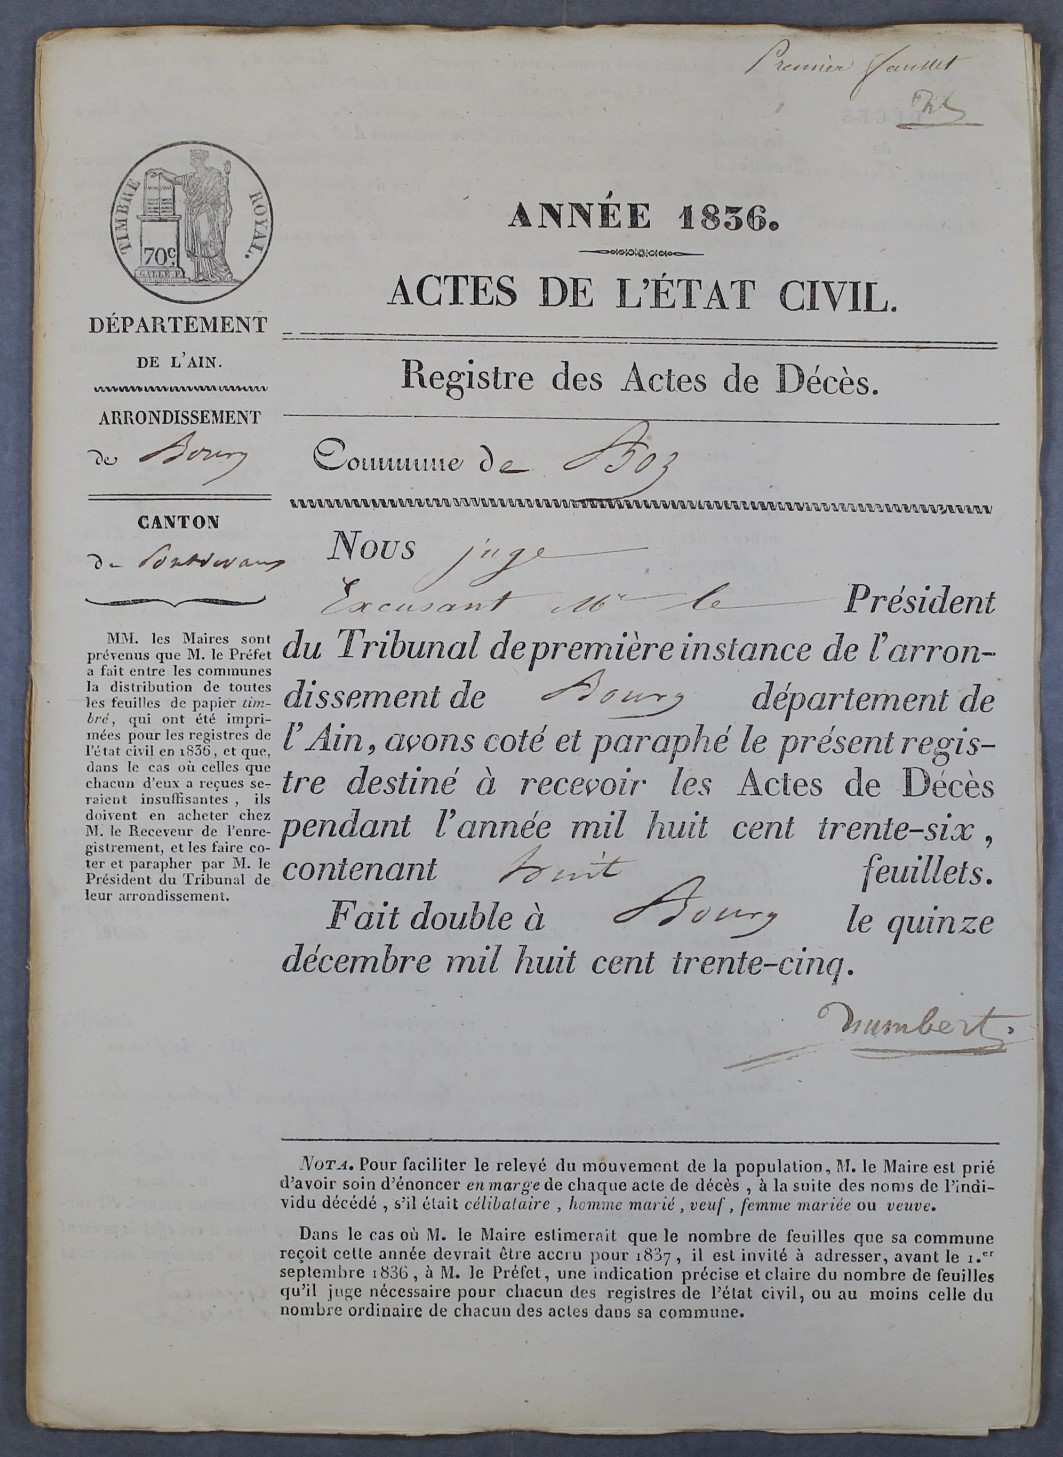 Premier feuillet
TIMBRE ROYAL.
70c.
ANNÉE 1836.
ACTES DE L'ÉTAT CIVIL.
DÉPARTEMENT
DE L'AIN.
Registre des Actes de Décès.
ARRONDISSEMENT
de Bourg
Commune de Boz
CANTON
de Pontdevaux
Nous juge
Excusant Mr le Président
du Tribunal de première instance de l'arron-
dissement de Bourg département de
l'Ain, avons coté et paraphé le présent regis-
tre destiné à recevoir les Actes de Décès
pendant l'année mil huit cent trente-six,
contenant huit feuillets.
Fait double à Bourg le quinze
décembre mil huit cent trente-cinq.
MM. les Maires sont
prévenus que M. le Préfet
a fait entre les communes
la distribution de toutes
les feuilles de papier tim-
bré, qui ont été impri-
mées pour les registres de
l'état civil en 1836, et que,
dans le cas où celles que
chacun d'eux a reçues se-
raient insuffisantes, ils
doivent en acheter chez
M. le Receveur de l'enre-
gistrement, et les faire co-
ter et parapher par M. le
Président du Tribunal de
leur arrondissement.
NOTA. Pour faciliter le relevé du mouvement de la population, M. le Maire est prié
d'avoir soin d'énoncer en marge de chaque acte de décès, à la suite des noms de l'indi-
vidu décédé, s'il était célibataire, homme marié, veuf, femme mariée ou veuve.
Dans le cas où M. le Maire estimerait que le nombre de feuilles que sa commune
reçoit cette année devrait être accru pour 1837, il est invité à adresser, avant le 1.er
septembre 1836, à M. le Préfet, une indication précise et claire du nombre de feuilles
qu'il juge nécessaire pour chacun des registres de l'état civil, ou au moins celle du
nombre ordinaire de chacun des actes dans sa commune.